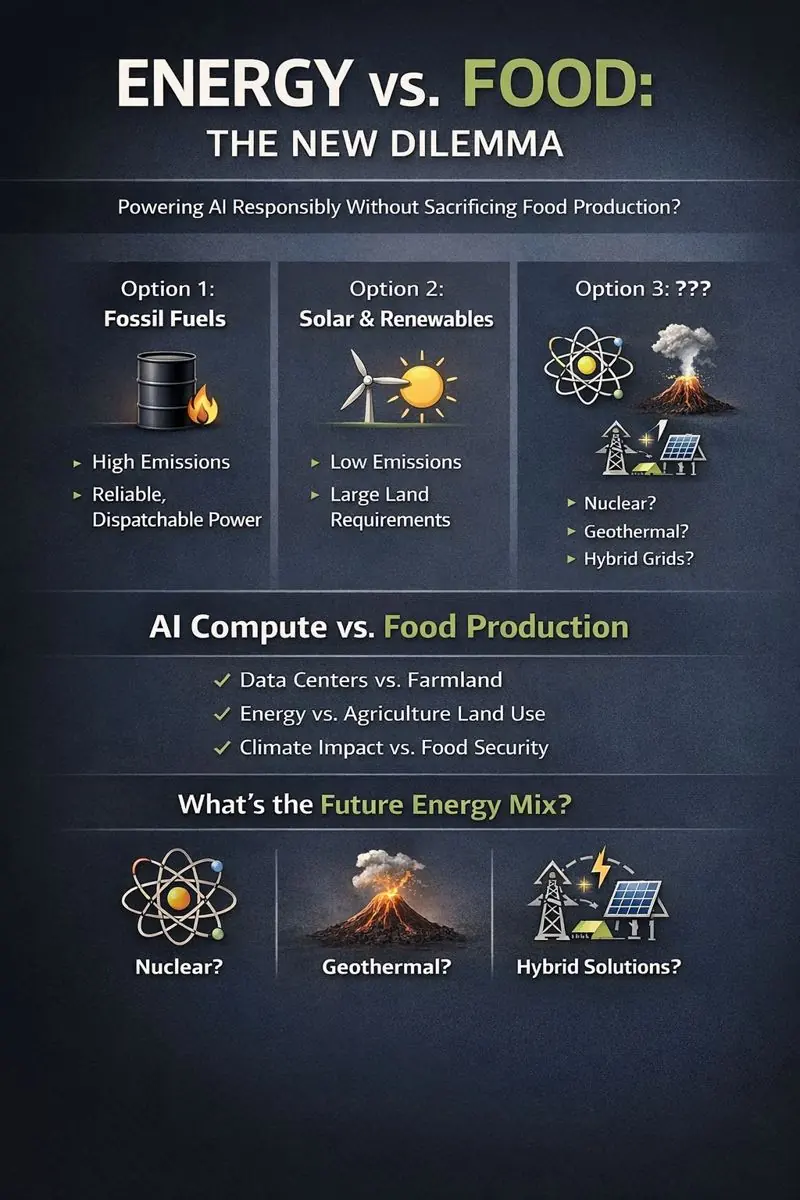 ENERGY vs. FOOD:
THE NEW DILEMMA
Powering AI Responsibly Without Sacrificing Food Production?
Option 1:
Fossil Fuels
▸ High Emissions
▸ Reliable,
Dispatchable Power
Option 2:
Solar & Renewables
▸ Low Emissions
▸ Large Land
Requirements
Option 3: ???
▸ Nuclear?
▸ Geothermal?
▸ Hybrid Grids?
AI Compute vs. Food Production
✓ Data Centers vs. Farmland
✓ Energy vs. Agriculture Land Use
✓ Climate Impact vs. Food Security
What's the Future Energy Mix?
Nuclear?
Geothermal?
Hybrid Solutions?